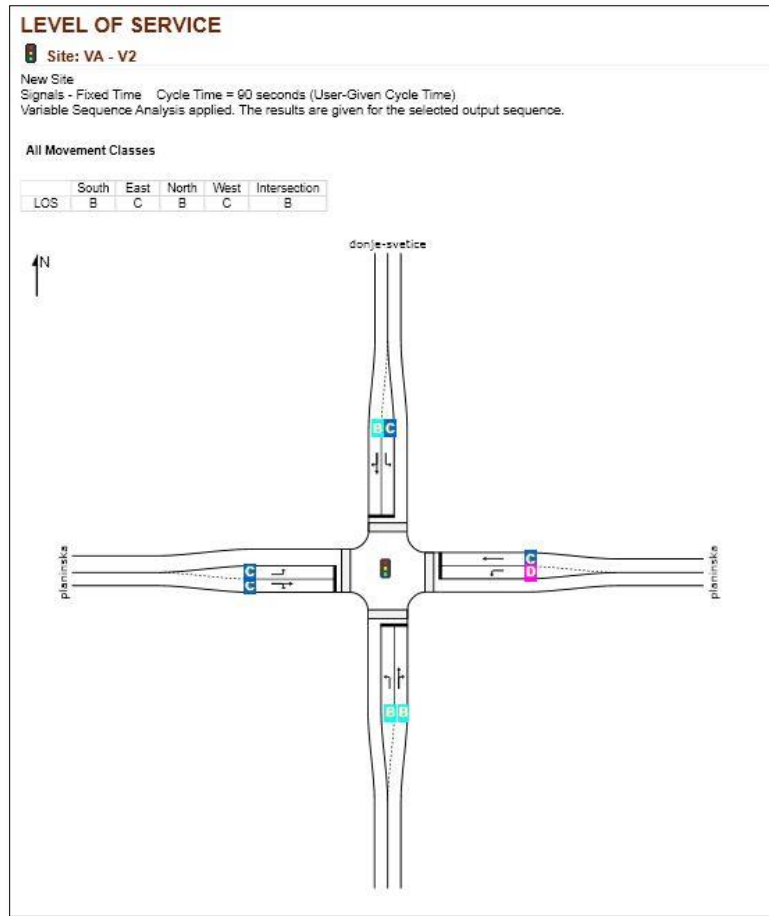 LEVEL OF SERVICE
Site: VA - V2
New Site
Signals - Fixed Time Cycle Time = 90 seconds (User-Given Cycle Time)
Variable Sequence Analysis applied. The results are given for the selected output sequence.
All Movement Classes
South East North West Intersection
LOS B C B C B
donje-svetice
N
B C
planinska
C
C
C
D
planinska
B B